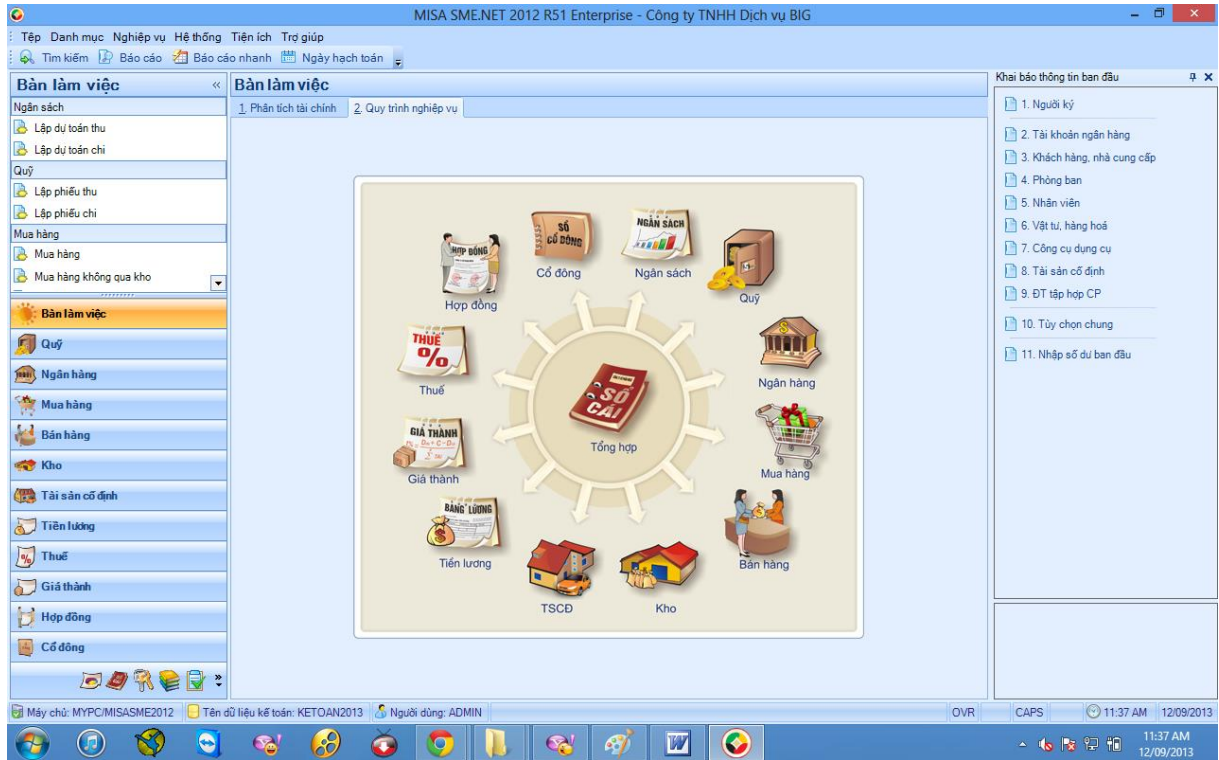 MISA SME.NET 2012 R51 Enterprise - Công ty TNHH Dịch vụ BIG
Tệp Danh mục Nghiệp vụ Hệ thống Tiện ích Trợ giúp
Tìm kiếm Báo cáo Báo cáo nhanh Ngày hạch toán
Bàn làm việc «
Ngân sách
Lập dự toán thu
Lập dự toán chi
Quỹ
Lập phiếu thu
Lập phiếu chi
Mua hàng
Mua hàng
Mua hàng không qua kho
Bàn làm việc
Quỹ
Ngân hàng
Mua hàng
Bán hàng
Kho
Tài sản cố định
Tiền lương
Thuế
Giá thành
Hợp đồng
Cổ đông
Bàn làm việc
1. Phân tích tài chính 2. Quy trình nghiệp vụ
SỔ CỔ ĐÔNG
Cổ đông
NGÂN SÁCH
Ngân sách
Quỹ
HỢP ĐỒNG
Hợp đồng
THUẾ %
Thuế
Ngân hàng
SỔ CÁI
Tổng hợp
GIÁ THÀNH
Giá thành
Mua hàng
BẢNG LƯƠNG
Tiền lương
Bán hàng
TSCĐ
Kho
Khai báo thông tin ban đầu
1. Người ký
2. Tài khoản ngân hàng
3. Khách hàng, nhà cung cấp
4. Phòng ban
5. Nhân viên
6. Vật tư, hàng hoá
7. Công cụ dụng cụ
8. Tài sản cố định
9. ĐT tập hợp CP
10. Tùy chọn chung
11. Nhập số dư ban đầu
Máy chủ: MYPC/MISASME2012 Tên dữ liệu kế toán: KETOAN2013 Người dùng: ADMIN OVR CAPS 11:37 AM 12/09/2013
11:37 AM
12/09/2013